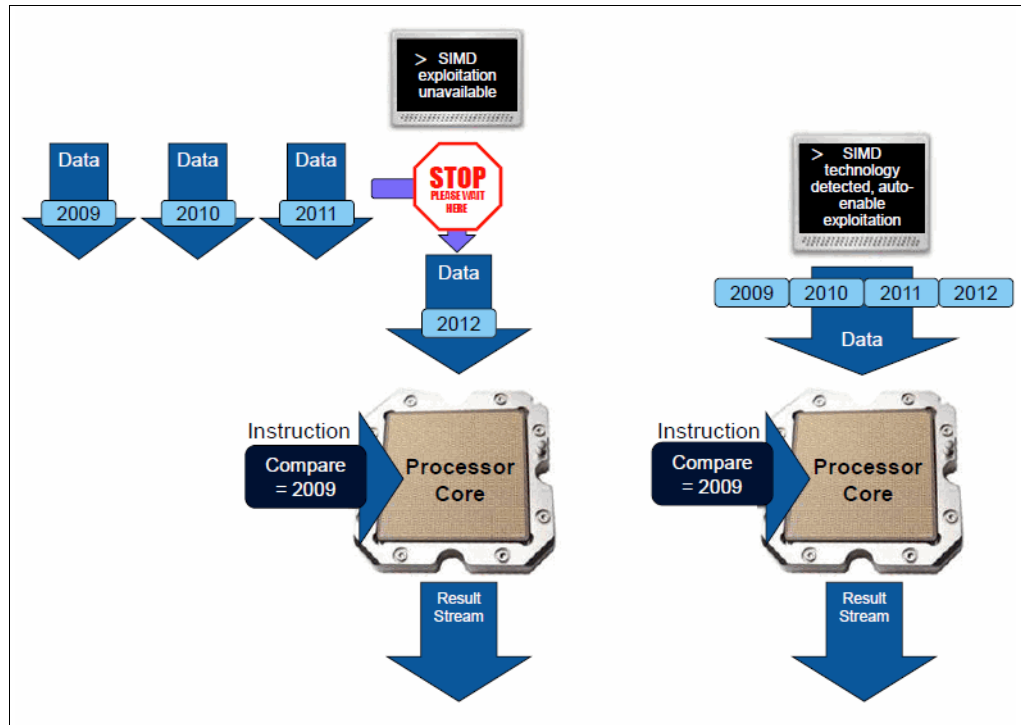 > SIMD
exploitation
unavailable
Data
Data
Data
2009
2010
2011
STOP
PLEASE WAIT
HERE
Data
2012
Instruction
Compare
= 2009
Processor
Core
Result
Stream
> SIMD
technology
detected, auto-
enable
exploitation
2009
2010
2011
2012
Data
Instruction
Compare
= 2009
Processor
Core
Result
Stream